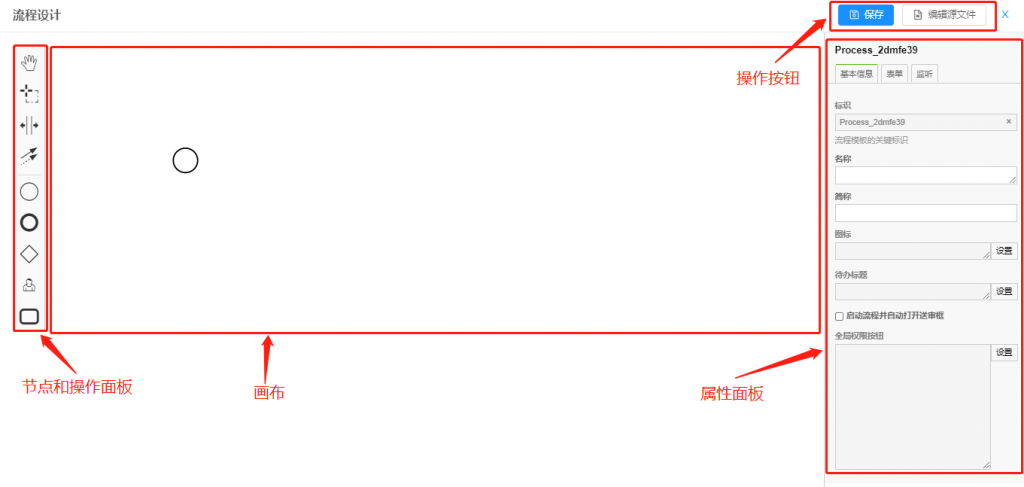 流程设计
保存
编辑源文件
X
操作按钮
Process_2dmfe39
基本信息
表单
监听
标识
Process_2dmfe39
×
流程模板的关键标识
名称
简称
图标
设置
待办标题
设置
启动流程并自动打开送审框
全局权限按钮
设置
节点和操作面板
画布
属性面板